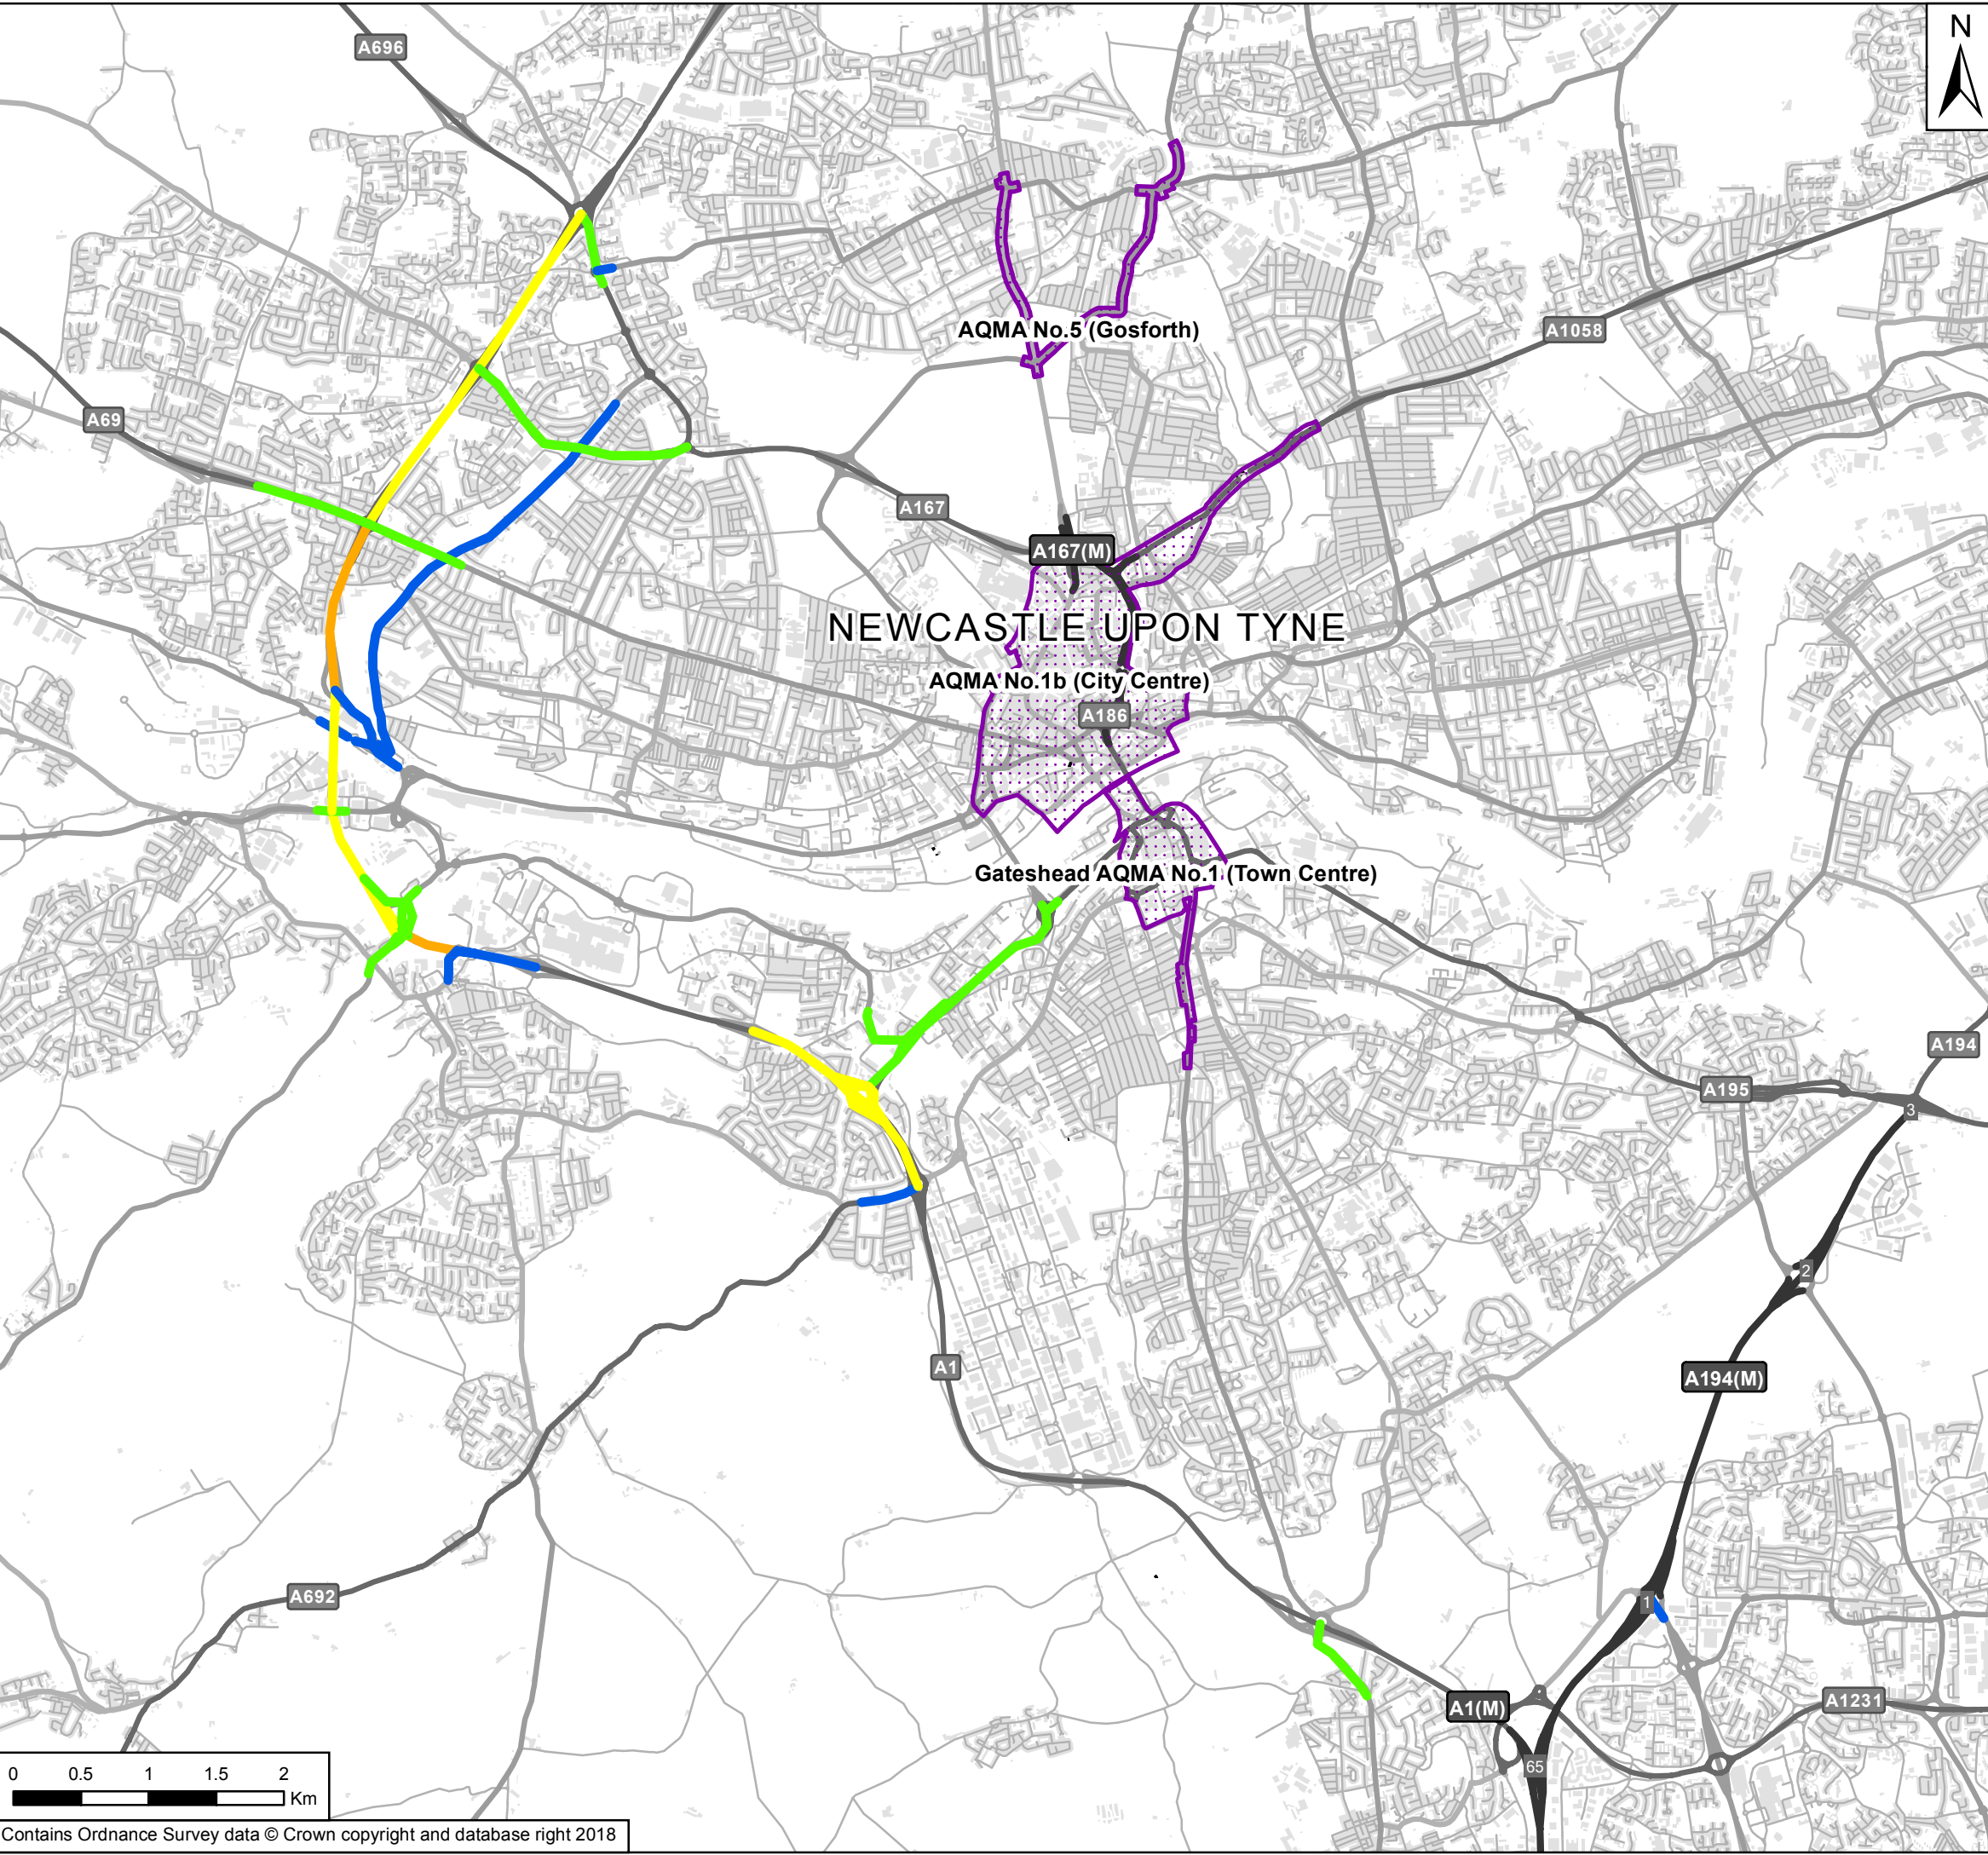 N
A696
AQMA No.5 (Gosforth)
A1058
A69
A167
A167(M)
NEWCASTLE UPON TYNE
AQMA No.1b (City Centre)
A186
Gateshead AQMA No.1 (Town Centre)
A194
A195
3
2
A1
A194(M)
A692
1
A1(M)
A1231
65
0 0.5 1 1.5 2
Km
Contains Ordnance Survey data © Crown copyright and database right 2018